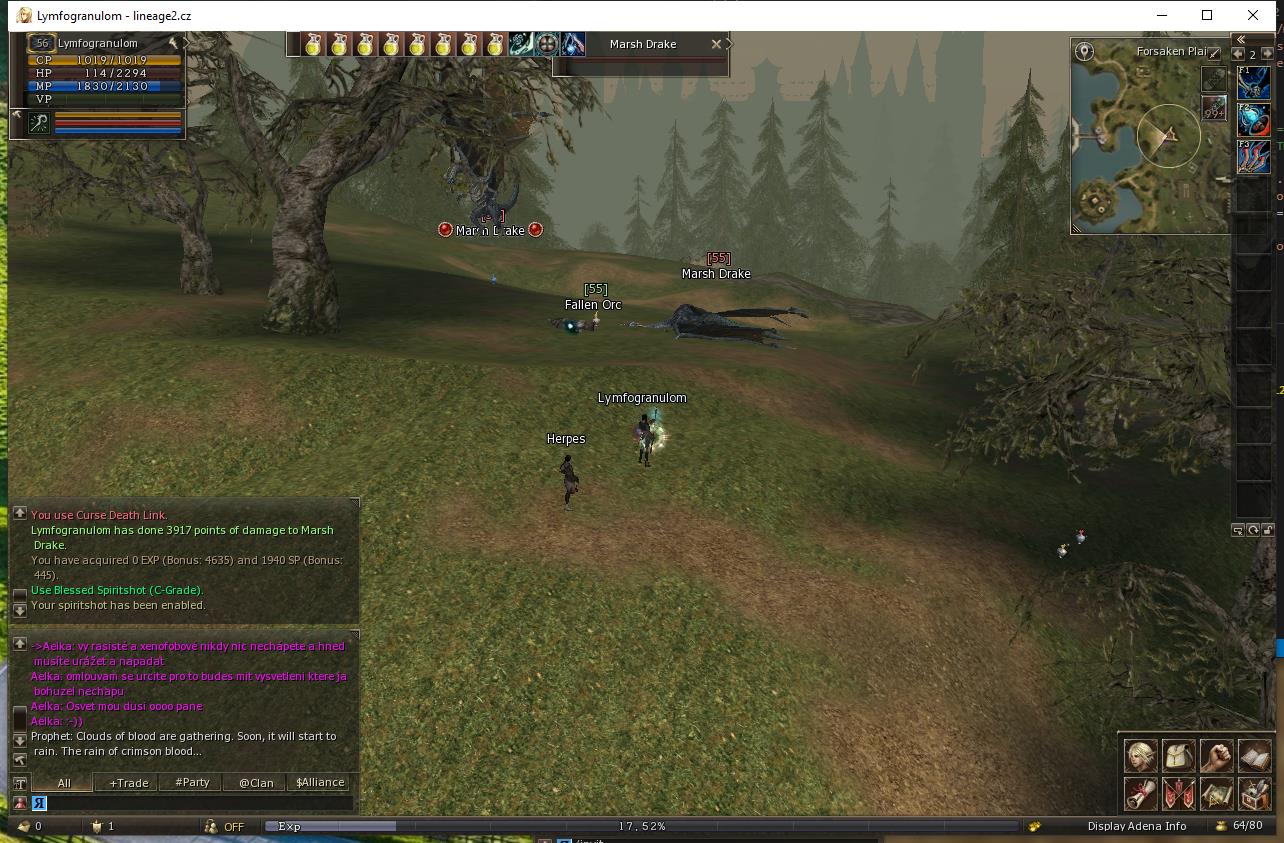 Lymfogranulom - lineage2.cz
56 Lymfogranulom
CP 1019/1019
HP 114/2294
MP 1830/2130
VP
Marsh Drake
Forsaken Plai
2
F1
99+
F2
F3
Marsh Drake
[55]
Marsh Drake
[55]
Fallen Orc
Lymfogranulom
Herpes
You use Curse Death Link.
Lymfogranulom has done 3917 points of damage to Marsh
Drake.
You have acquired 0 EXP (Bonus: 4635) and 1940 SP (Bonus:
445).
Use Blessed Spiritshot (C-Grade).
Your spiritshot has been enabled.
->Aelka: vy rasisté a xenofobové nikdy nic nechápete a hned
musíte urážet a napadat
Aelka: omlouvam se urcite pro to budes mit vysvetleni ktere ja
bohuzel nechapu
Aelka: Osvet mou dusi oooo pane
Aelka: :-))
Prophet: Clouds of blood are gathering. Soon, it will start to
rain. The rain of crimson blood...
All +Trade #Party @Clan $Alliance
Я
0 1 OFF Exp 17,52% Display Adena Info 64/80